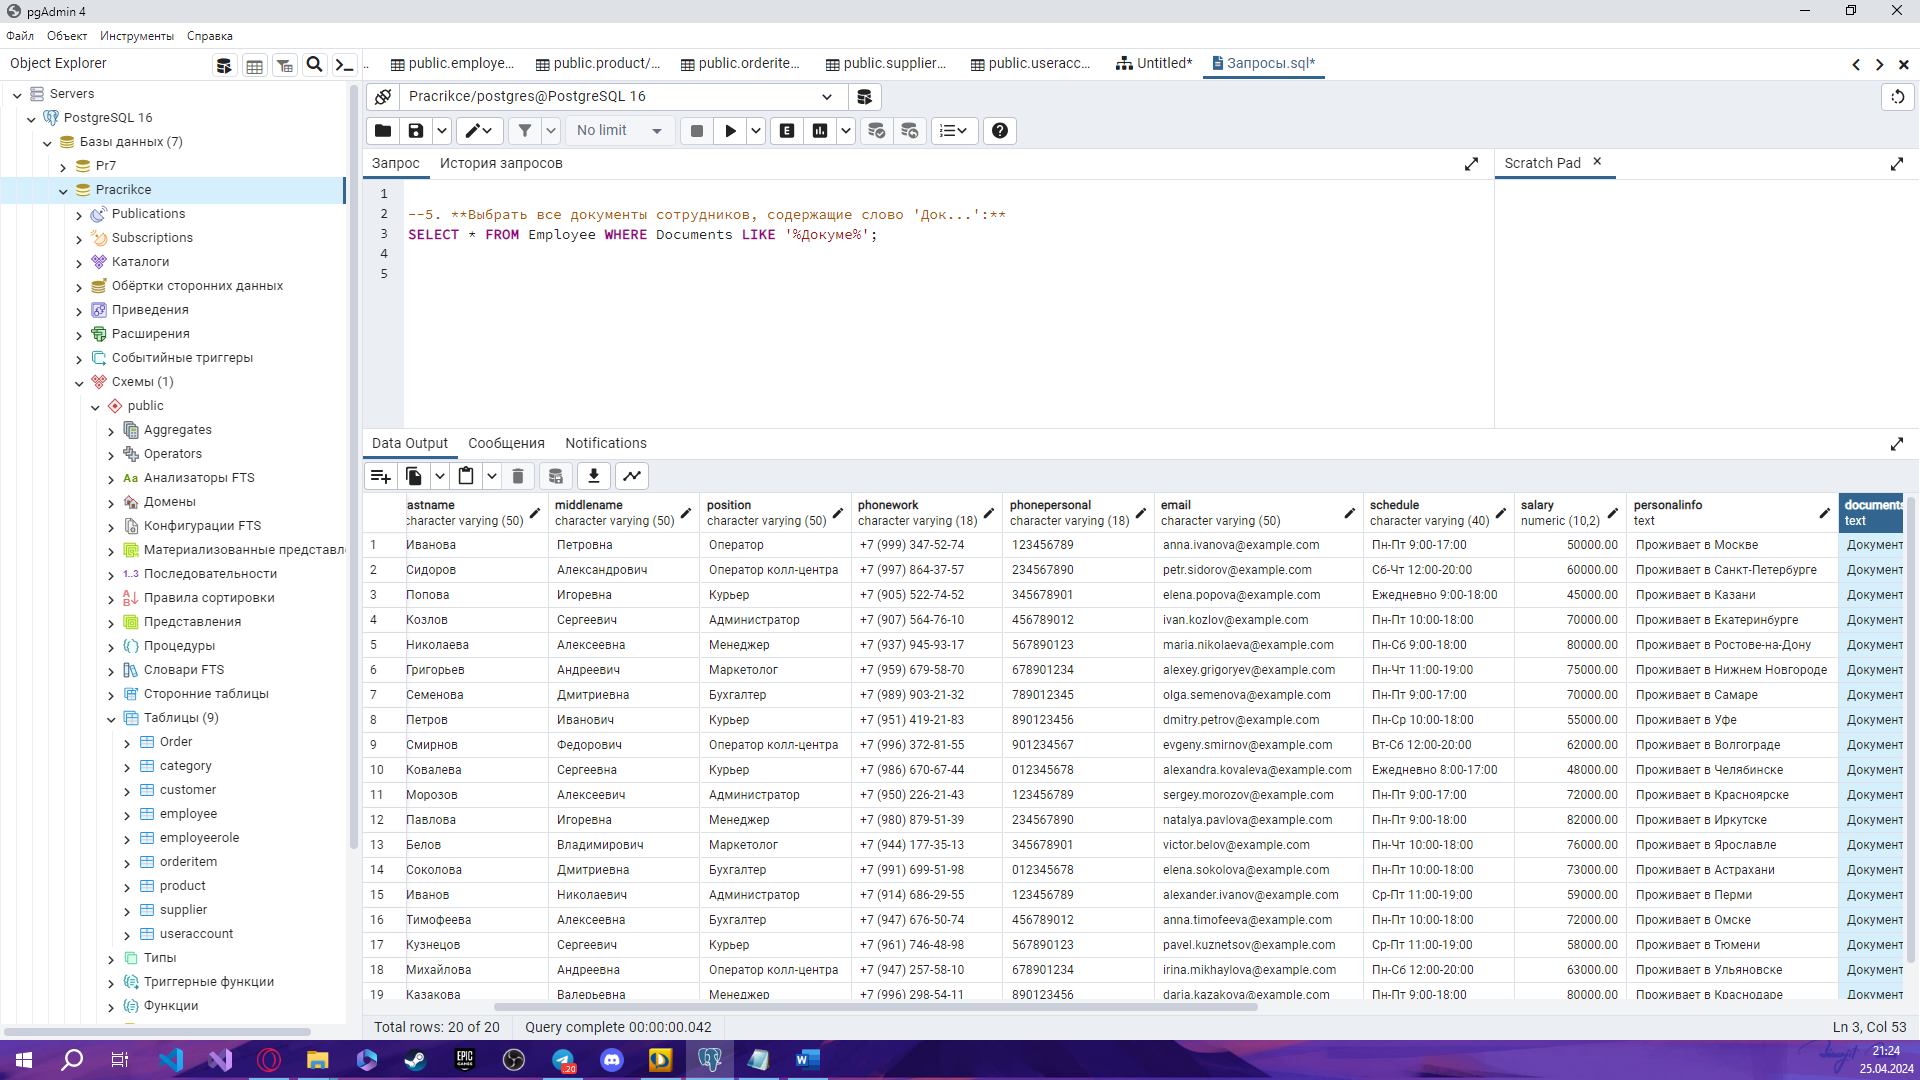 pgAdmin 4
Файл Объект Инструменты Справка
Object Explorer
public.employe... public.product/... public.orderite... public.supplier... public.useracc... Untitled* Запросы.sql*
Pracrikce/postgres@PostgreSQL 16
No limit
Запрос История запросов
Scratch Pad
1
2 --5. **Выбрать все документы сотрудников, содержащие слово 'Док...':**
3 SELECT * FROM Employee WHERE Documents LIKE '%Докуме%';
4
5
Servers
PostgreSQL 16
Базы данных (7)
Pr7
Pracrikce
Publications
Subscriptions
Каталоги
Обёртки сторонних данных
Приведения
Расширения
Событийные триггеры
Схемы (1)
public
Aggregates
Operators
Анализаторы FTS
Домены
Конфигурации FTS
Материализованные представл
Последовательности
Правила сортировки
Представления
Процедуры
Словари FTS
Сторонние таблицы
Таблицы (9)
Order
category
customer
employee
employeerole
orderitem
product
supplier
useraccount
Типы
Триггерные функции
Функции
Data Output Сообщения Notifications
astname middlename position phonework phonepersonal email schedule salary personalinfo documents
character varying (50) character varying (50) character varying (50) character varying (18) character varying (18) character varying (50) character varying (40) numeric (10,2) text text
1 Иванова Петровна Оператор +7 (999) 347-52-74 123456789 anna.ivanova@example.com Пн-Пт 9:00-17:00 50000.00 Проживает в Москве Документ
2 Сидоров Александрович Оператор колл-центра +7 (997) 864-37-57 234567890 petr.sidorov@example.com Сб-Чт 12:00-20:00 60000.00 Проживает в Санкт-Петербурге Документ
3 Попова Игоревна Курьер +7 (905) 522-74-52 345678901 elena.popova@example.com Ежедневно 9:00-18:00 45000.00 Проживает в Казани Документ
4 Козлов Сергеевич Администратор +7 (907) 564-76-10 456789012 ivan.kozlov@example.com Пн-Пт 10:00-18:00 70000.00 Проживает в Екатеринбурге Документ
5 Николаева Алексеевна Менеджер +7 (937) 945-93-17 567890123 maria.nikolaeva@example.com Пн-Сб 9:00-18:00 80000.00 Проживает в Ростове-на-Дону Документ
6 Григорьев Андреевич Маркетолог +7 (959) 679-58-70 678901234 alexey.grigoryev@example.com Пн-Чт 11:00-19:00 75000.00 Проживает в Нижнем Новгороде Документ
7 Семенова Дмитриевна Бухгалтер +7 (989) 903-21-32 789012345 olga.semenova@example.com Пн-Пт 9:00-17:00 70000.00 Проживает в Самаре Документ
8 Петров Иванович Курьер +7 (951) 419-21-83 890123456 dmitry.petrov@example.com Пн-Ср 10:00-18:00 55000.00 Проживает в Уфе Документ
9 Смирнов Федорович Оператор колл-центра +7 (996) 372-81-55 901234567 evgeny.smirnov@example.com Вт-Сб 12:00-20:00 62000.00 Проживает в Волгограде Документ
10 Ковалева Сергеевна Курьер +7 (986) 670-67-44 012345678 alexandra.kovaleva@example.com Ежедневно 8:00-17:00 48000.00 Проживает в Челябинске Документ
11 Морозов Алексеевич Администратор +7 (950) 226-21-43 123456789 sergey.morozov@example.com Пн-Пт 9:00-17:00 72000.00 Проживает в Красноярске Документ
12 Павлова Игоревна Менеджер +7 (980) 879-51-39 234567890 natalya.pavlova@example.com Пн-Пт 9:00-18:00 82000.00 Проживает в Иркутске Документ
13 Белов Владимирович Маркетолог +7 (944) 177-35-13 345678901 victor.belov@example.com Пн-Чт 10:00-18:00 76000.00 Проживает в Ярославле Документ
14 Соколова Дмитриевна Бухгалтер +7 (991) 699-51-98 012345678 elena.sokolova@example.com Пн-Пт 10:00-18:00 73000.00 Проживает в Астрахани Документ
15 Иванов Николаевич Администратор +7 (914) 686-29-55 123456789 alexander.ivanov@example.com Ср-Пт 11:00-19:00 59000.00 Проживает в Перми Документ
16 Тимофеева Алексеевна Бухгалтер +7 (947) 676-50-74 456789012 anna.timofeeva@example.com Пн-Пт 10:00-18:00 72000.00 Проживает в Омске Документ
17 Кузнецов Сергеевич Курьер +7 (961) 746-48-98 567890123 pavel.kuznetsov@example.com Ср-Пт 11:00-19:00 58000.00 Проживает в Тюмени Документ
18 Михайлова Андреевна Оператор колл-центра +7 (947) 257-58-10 678901234 irina.mikhaylova@example.com Пн-Сб 12:00-20:00 63000.00 Проживает в Ульяновске Документ
19 Казакова Валерьевна Менеджер +7 (996) 298-54-11 890123456 daria.kazakova@example.com Пн-Пт 9:00-18:00 80000.00 Проживает в Краснодаре Документ
Total rows: 20 of 20 Query complete 00:00:00.042 Ln 3, Col 53
21:24
25.04.2024